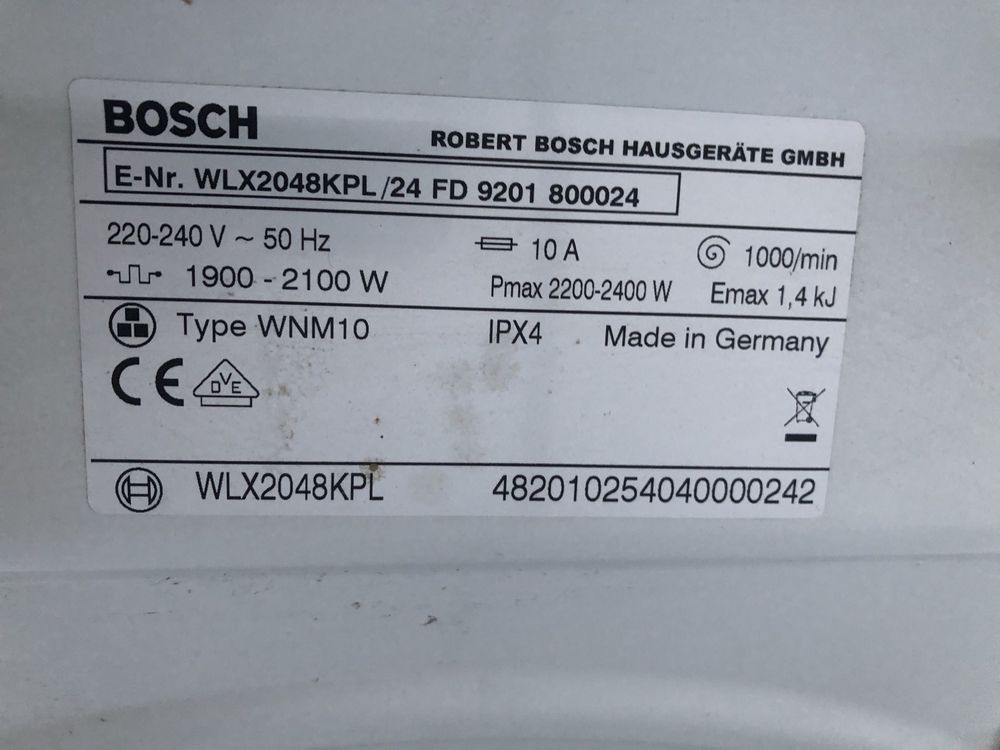 BOSCH
ROBERT BOSCH HAUSGERÄTE GMBH
E-Nr. WLX2048KPL /24 FD 9201 800024
220-240 V ~ 50 Hz 10 A 1000/min
1900 - 2100 W Pmax 2200-2400 W Emax 1,4 kJ
Type WNM10 IPX4 Made in Germany
CE DVE
WLX2048KPL 482010254040000242